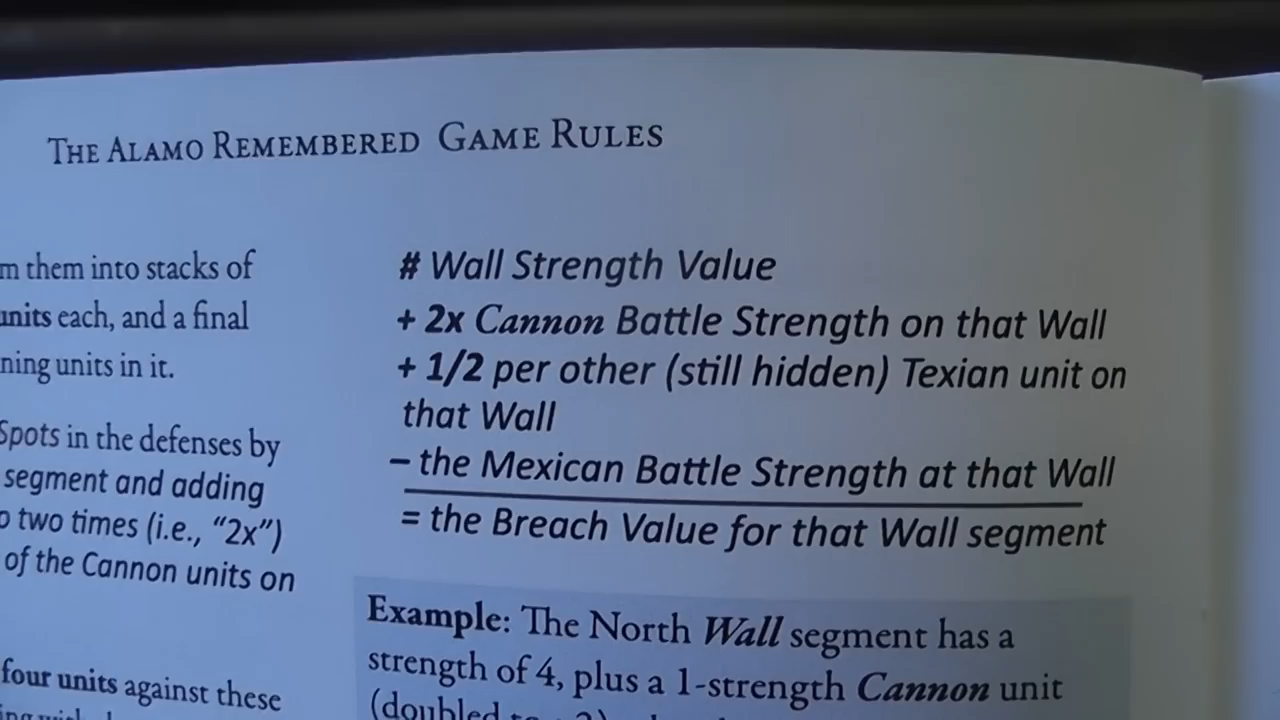 THE ALAMO REMEMBERED GAME RULES
m them into stacks of
units each, and a final
ning units in it.
Spots in the defenses by
segment and adding
o two times (i.e., “2x”)
of the Cannon units on
four units against these
# Wall Strength Value
+ 2x Cannon Battle Strength on that Wall
+ 1/2 per other (still hidden) Texian unit on
that Wall
– the Mexican Battle Strength at that Wall
= the Breach Value for that Wall segment
Example: The North Wall segment has a
strength of 4, plus a 1-strength Cannon unit
(doubled to